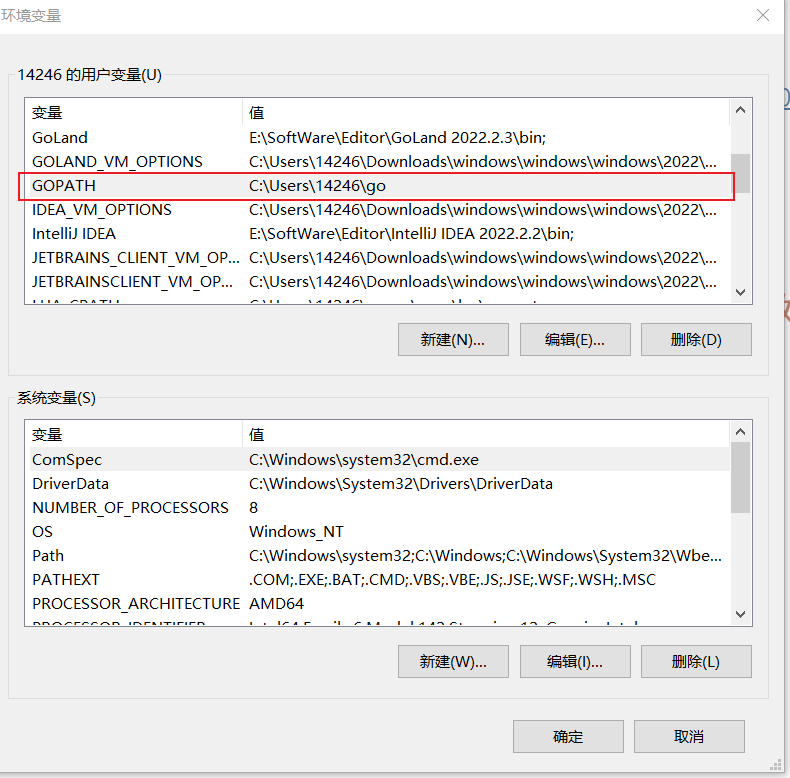 环境变量
14246 的用户变量(U)
变量 值
GoLand E:\SoftWare\Editor\GoLand 2022.2.3\bin;
GOLAND_VM_OPTIONS C:\Users\14246\Downloads\windows\windows\windows\2022\...
GOPATH C:\Users\14246\go
IDEA_VM_OPTIONS C:\Users\14246\Downloads\windows\windows\windows\2022\...
IntelliJ IDEA E:\SoftWare\Editor\IntelliJ IDEA 2022.2.2\bin;
JETBRAINS_CLIENT_VM_OP... C:\Users\14246\Downloads\windows\windows\windows\2022\...
JETBRAINSCLIENT_VM_OP... C:\Users\14246\Downloads\windows\windows\windows\2022\...
新建(N)... 编辑(E)... 删除(D)
系统变量(S)
变量 值
ComSpec C:\Windows\system32\cmd.exe
DriverData C:\Windows\System32\Drivers\DriverData
NUMBER_OF_PROCESSORS 8
OS Windows_NT
Path C:\Windows\system32;C:\Windows;C:\Windows\System32\Wbe...
PATHEXT .COM;.EXE;.BAT;.CMD;.VBS;.VBE;.JS;.JSE;.WSF;.WSH;.MSC
PROCESSOR_ARCHITECTURE AMD64
新建(W)... 编辑(I)... 删除(L)
确定 取消